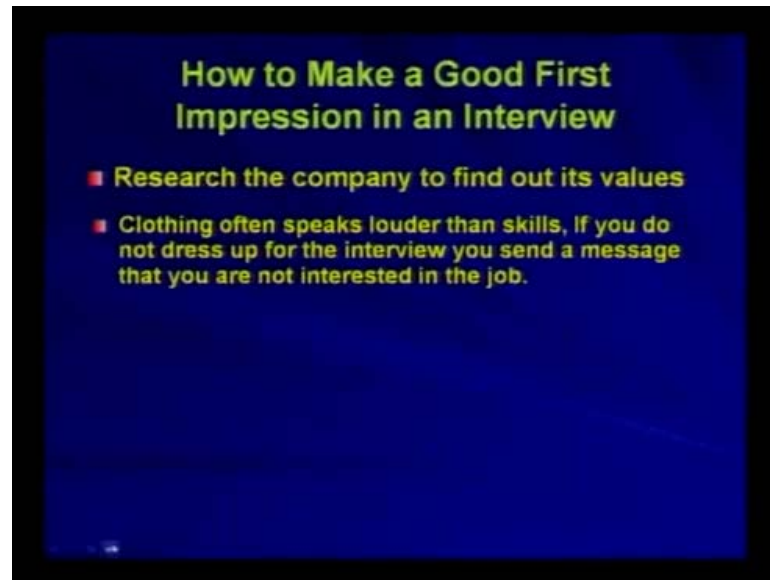 How to Make a Good First
Impression in an Interview
Research the company to find out its values
Clothing often speaks louder than skills, If you do
not dress up for the interview you send a message
that you are not interested in the job.